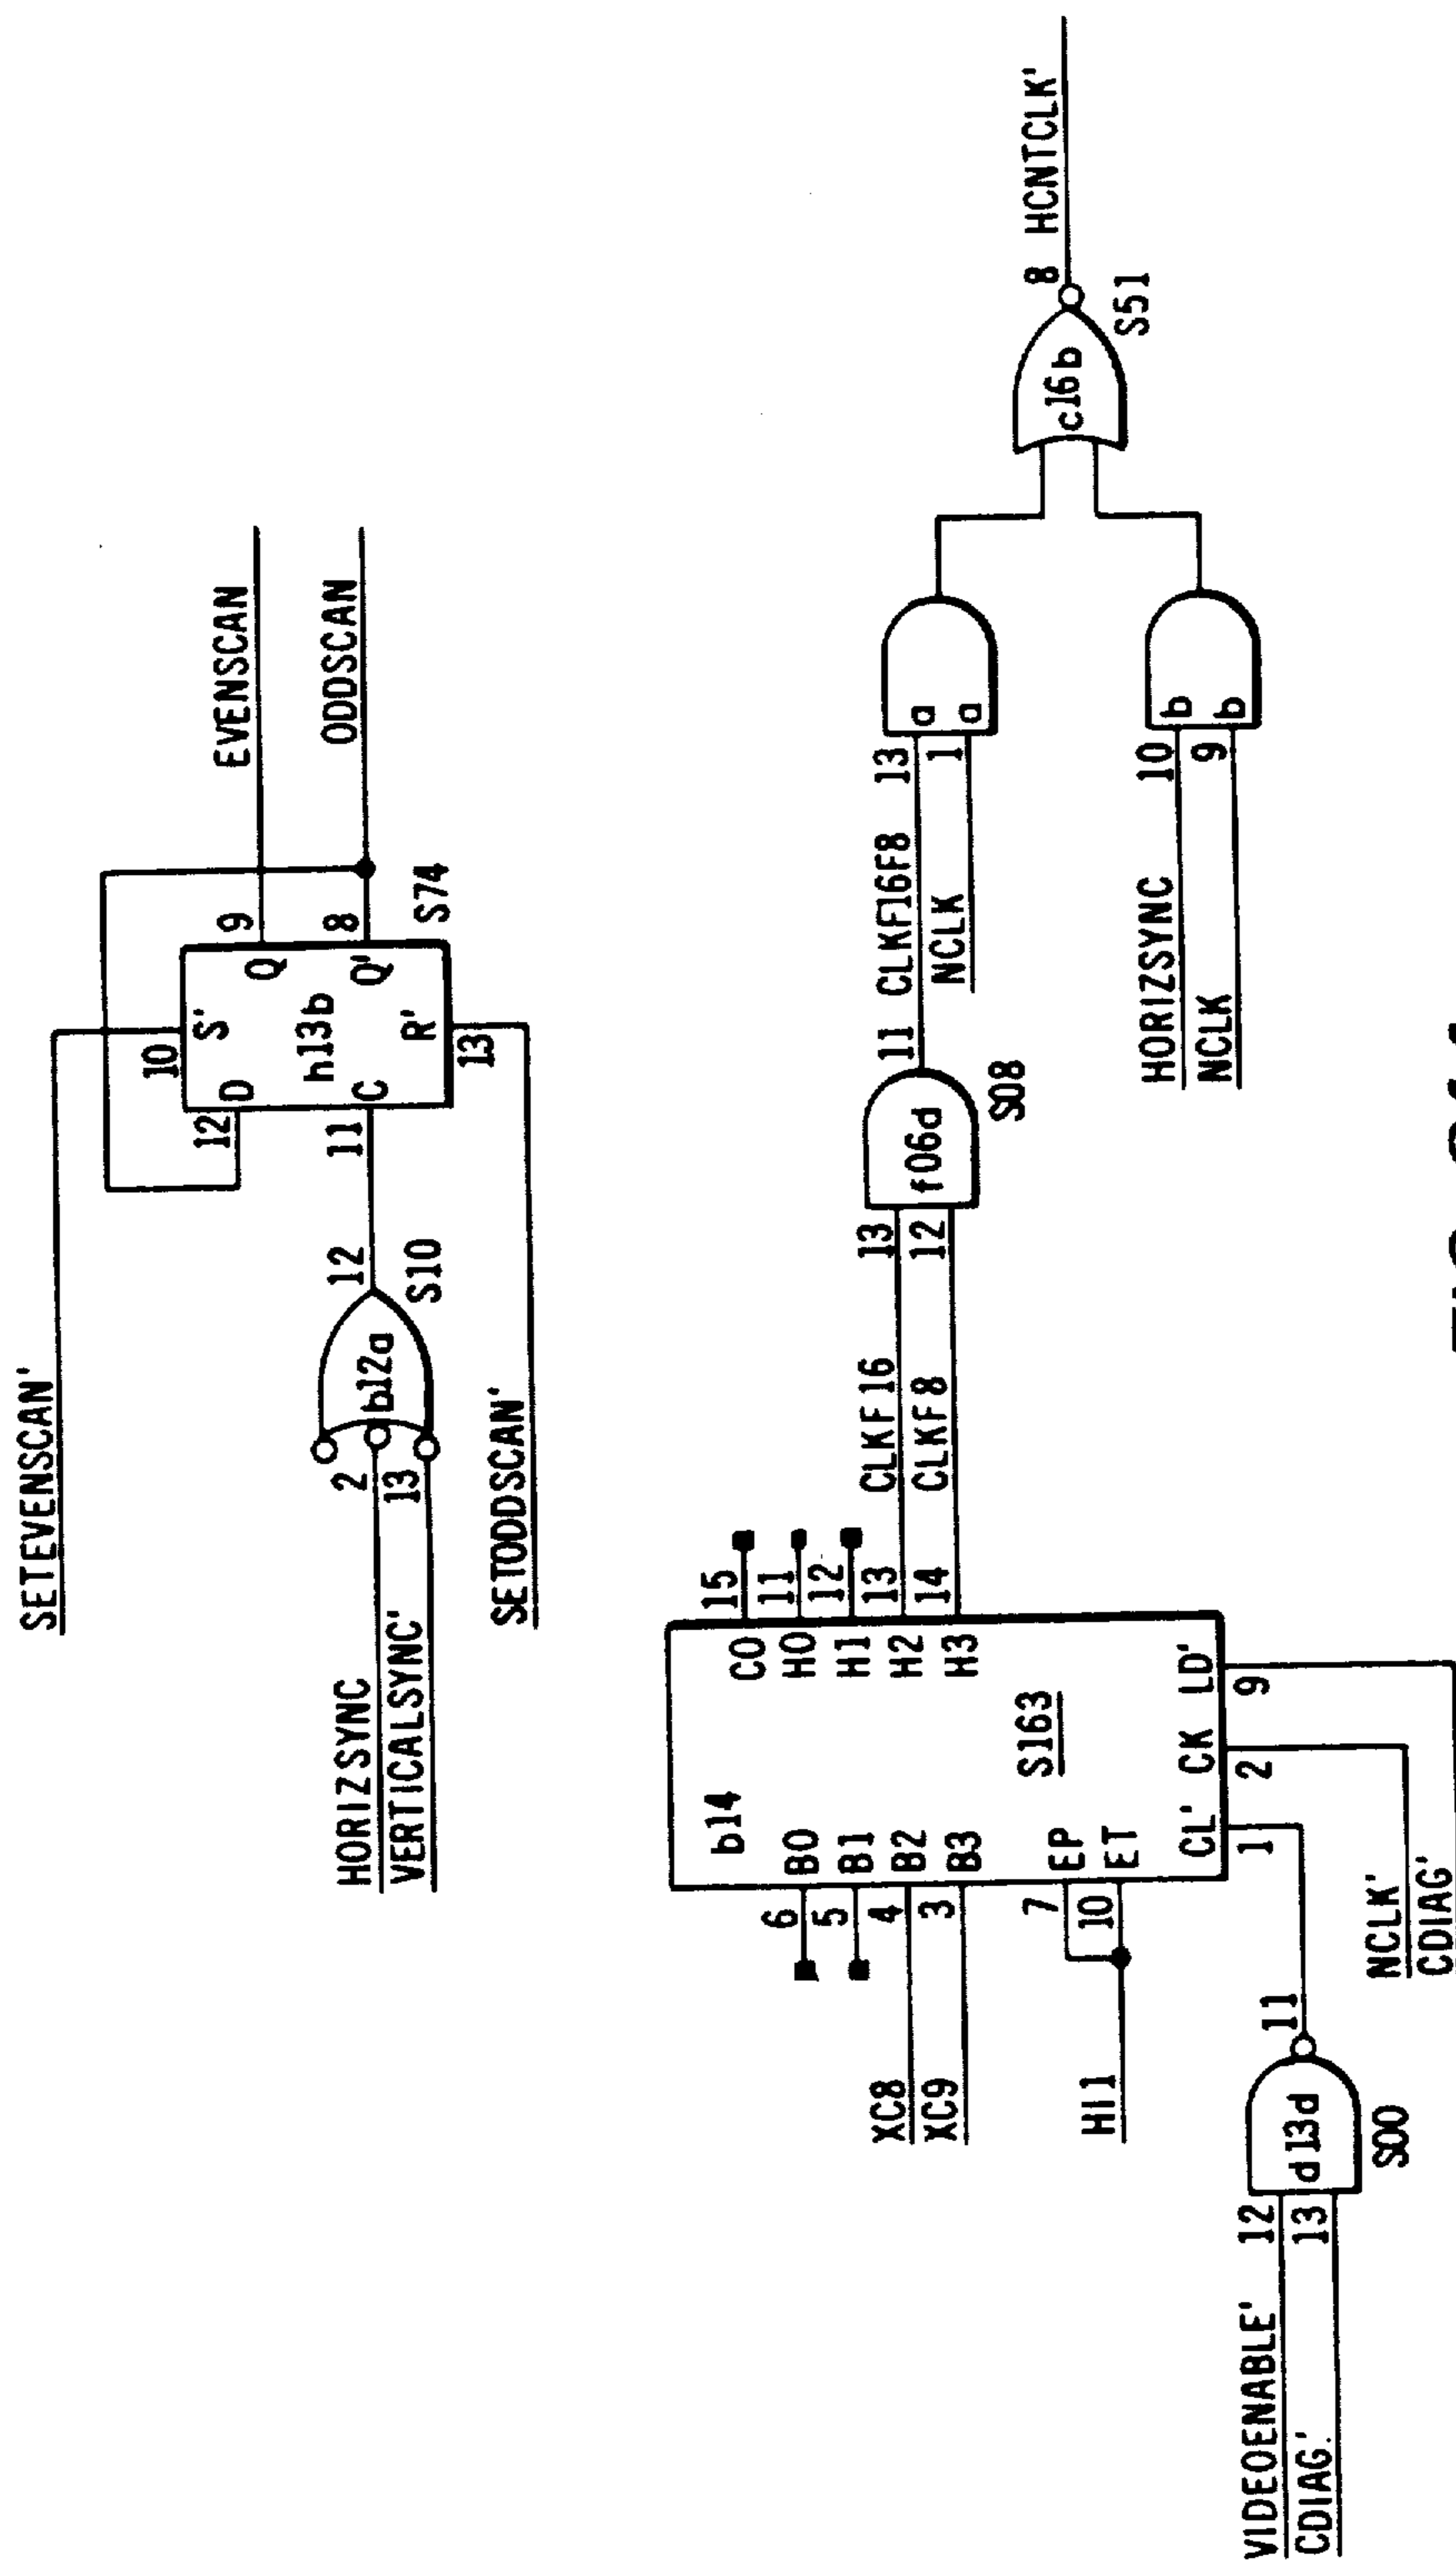 SETEVENSCAN'
10
S'
12 D
Q 9
EVENSCAN
h13b
HORIZSYNC 2
VERTICALSYNC' 13
b12a
12
S10
11 C
Q' 8
ODDSCAN
R'
13
S74
SETODDSCAN'
b14
CO 15
6 B0
H0 11
5 B1
H1 12
XC8 4 B2
H2 13 CLKF16 13
XC9 3 B3
H3 14 CLKF8 12
f06d
S08
11 CLKF16F8 13 a
NCLK 1 a
S163
7 EP
HI1 10 ET
CL' CK LD'
1 2 9
VIDEOENABLE' 12
CDIAG.' 13
d13d
S00
11
NCLK'
CDIAG'
HORIZSYNC 10 b
NCLK 9 b
c16b
S51
8 HCNTCLK'